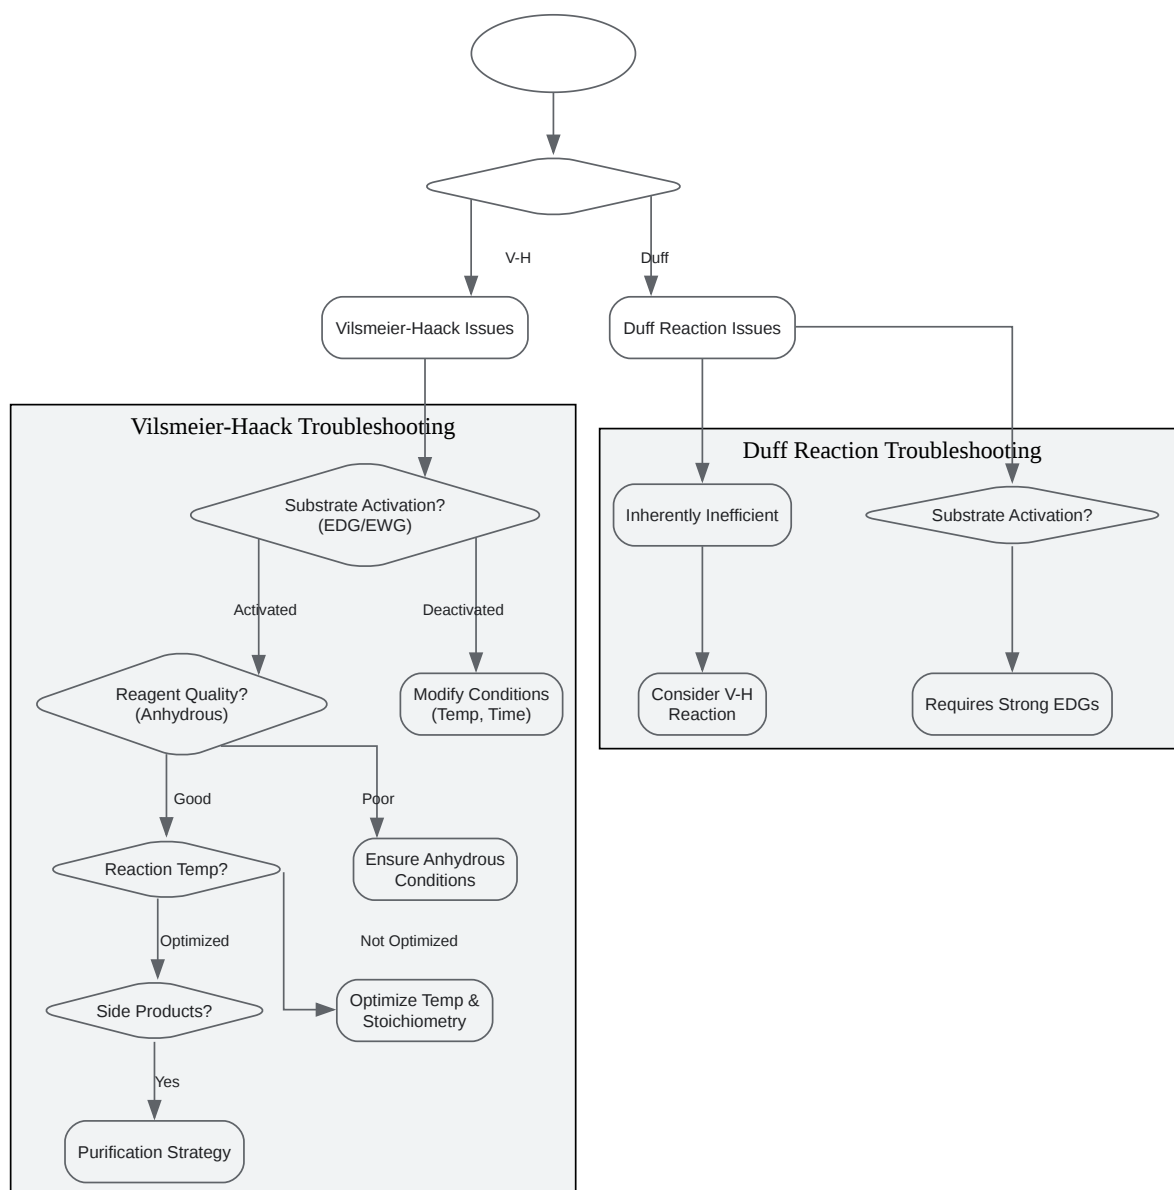 V-H
Duff
Vilsmeier-Haack Issues
Duff Reaction Issues
Vilsmeier-Haack Troubleshooting
Duff Reaction Troubleshooting
Substrate Activation?
(EDG/EWG)
Inherently Inefficient
Substrate Activation?
Activated
Deactivated
Reagent Quality?
(Anhydrous)
Modify Conditions
(Temp, Time)
Consider V-H
Reaction
Requires Strong EDGs
Good
Poor
Reaction Temp?
Ensure Anhydrous
Conditions
Optimized
Not Optimized
Side Products?
Optimize Temp &
Stoichiometry
Yes
Purification Strategy